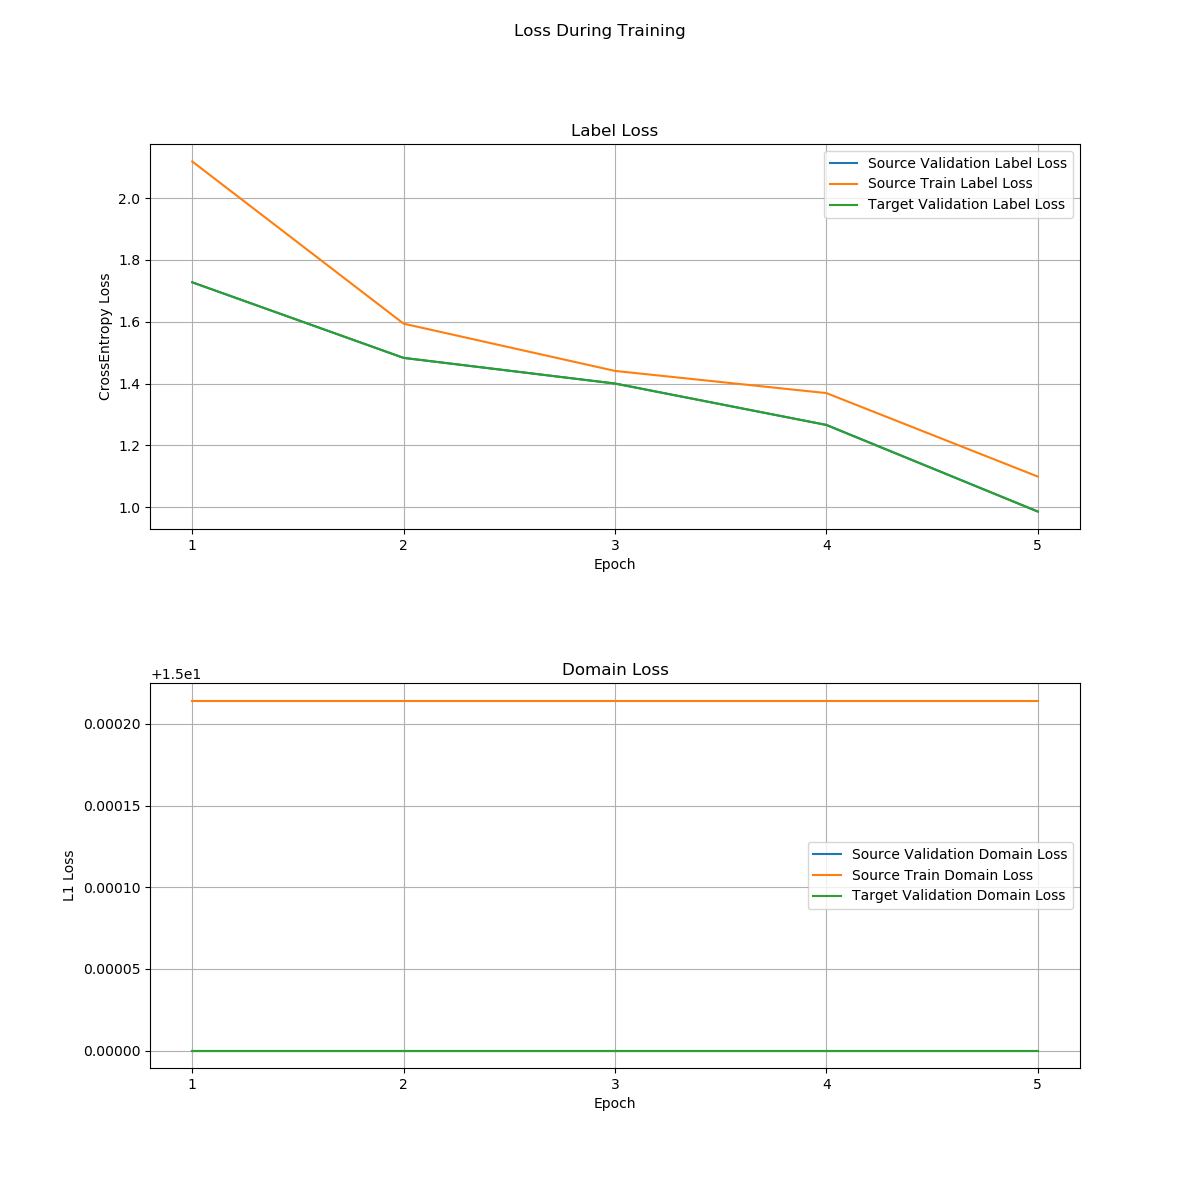 Loss During Training
Label Loss
CrossEntropy Loss
2.0
1.8
1.6
1.4
1.2
1.0
Source Validation Label Loss
Source Train Label Loss
Target Validation Label Loss
1 2 3 4 5
Epoch
Domain Loss
+1.5e1
L1 Loss
0.00020
0.00015
0.00010
0.00005
0.00000
Source Validation Domain Loss
Source Train Domain Loss
Target Validation Domain Loss
1 2 3 4 5
Epoch